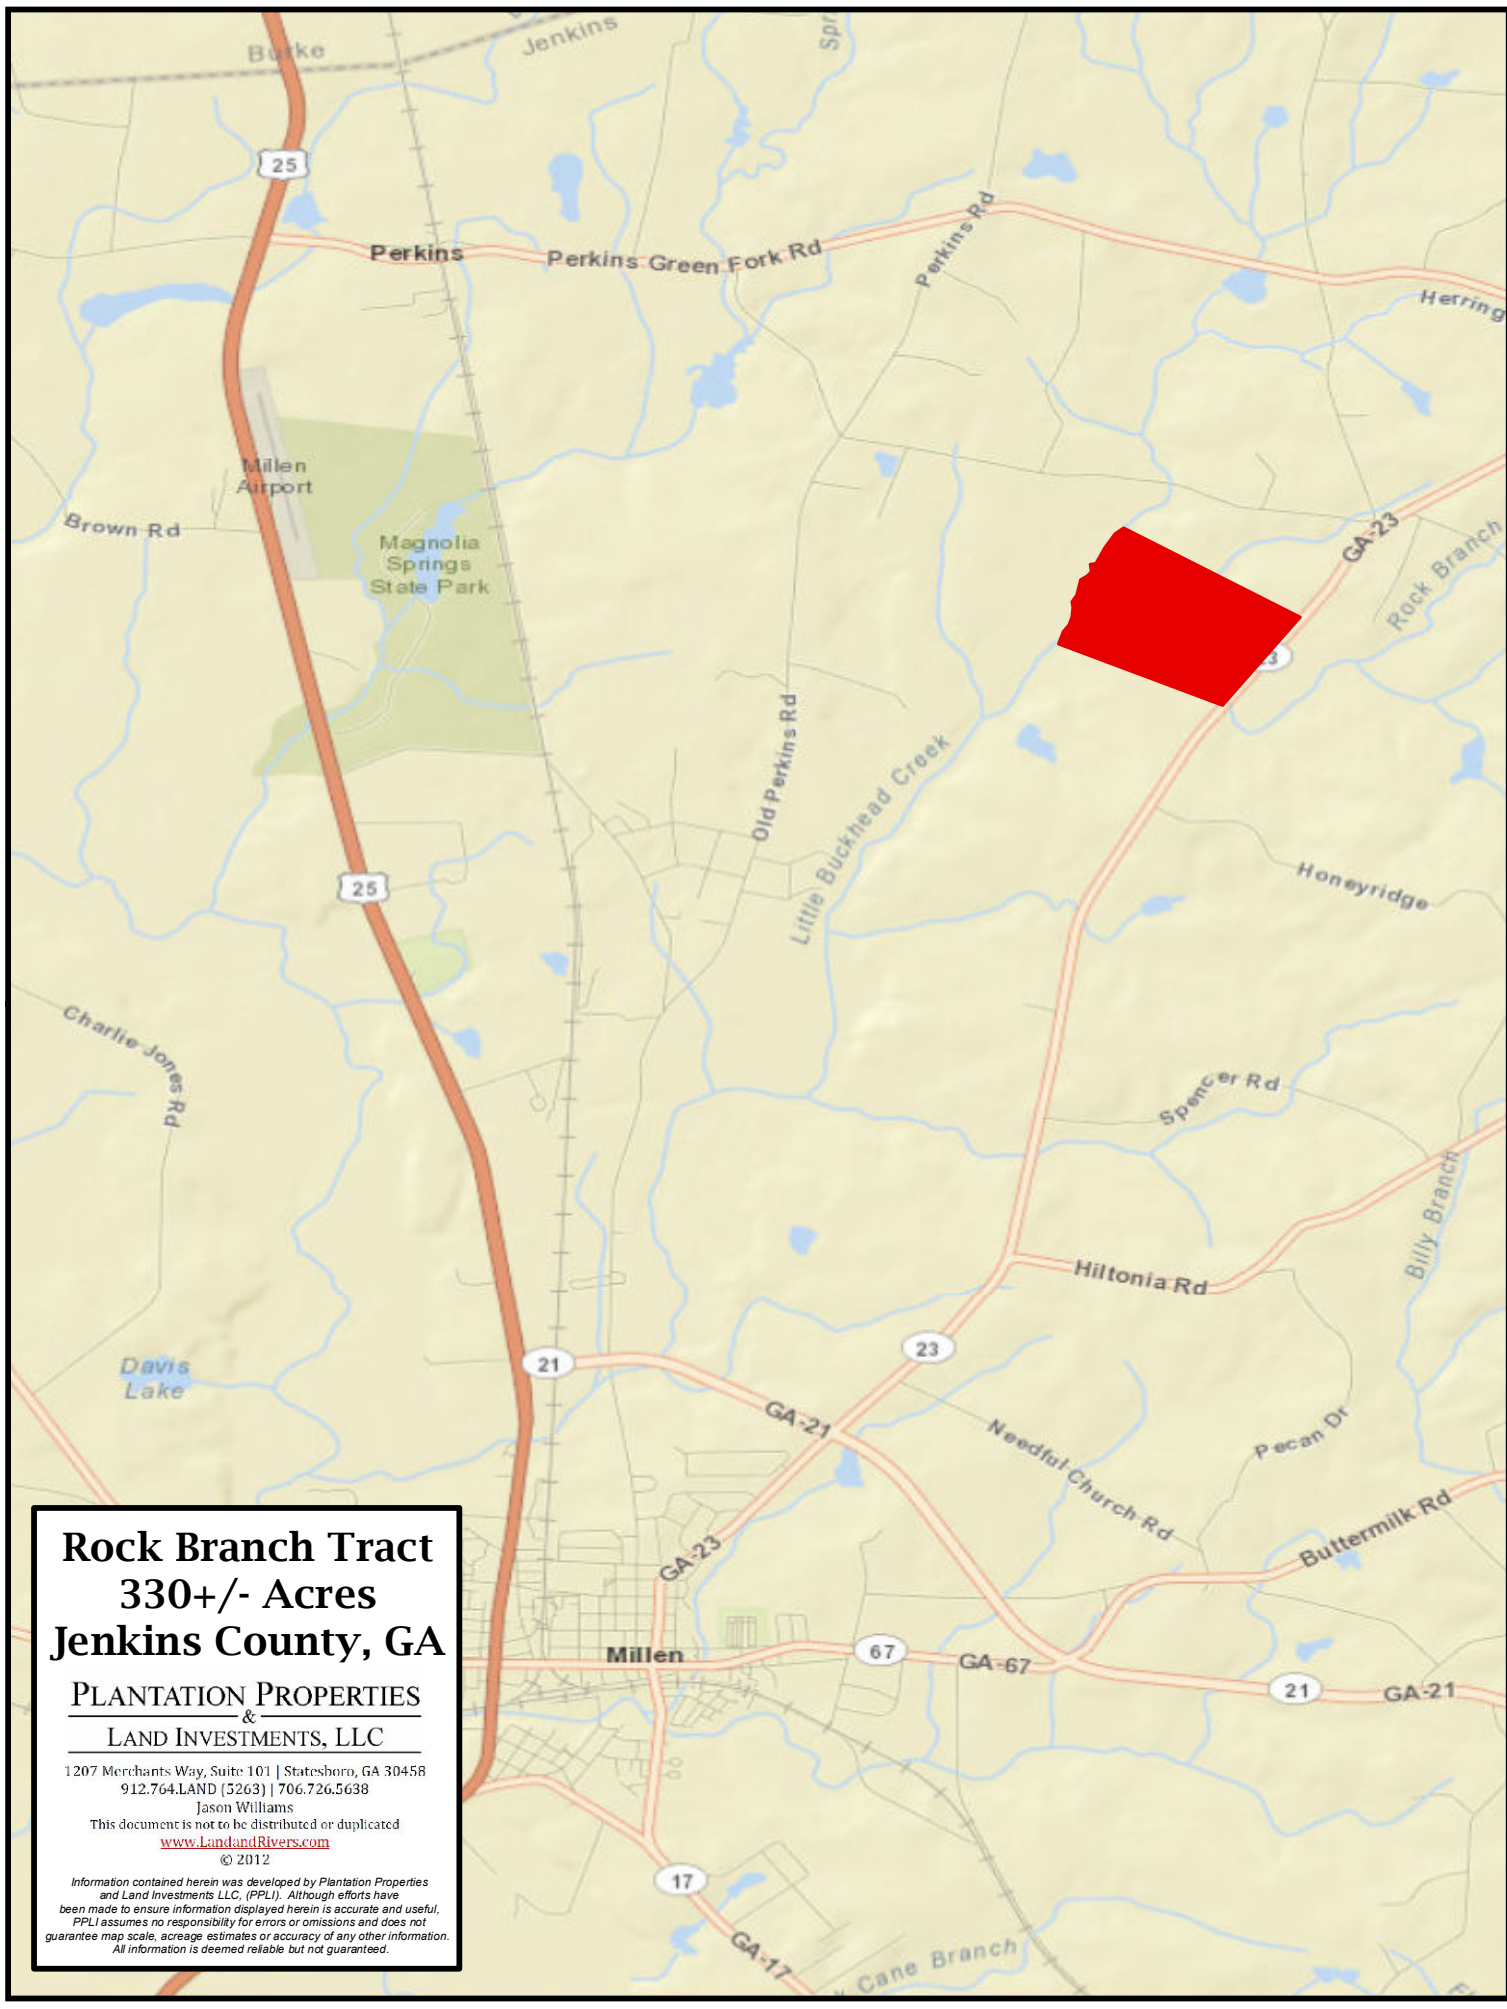 Burke
Jenkins
Spr
25
Perkins
Perkins Green Fork Rd
Perkins Rd
Herring
Millen
Airport
Brown Rd
Magnolia
Springs
State Park
GA-23
Rock Branch
23
Old Perkins Rd
Little Buckhead Creek
25
Honeyridge
Charlie Jones Rd
Spencer Rd
Billy Branch
Hiltonia Rd
Davis
Lake
21
23
GA-21
Needful Church Rd
Pecan Dr
Buttermilk Rd
GA-23
Millen
67
GA-67
21
GA-21
17
GA-17
Cane Branch
Rock Branch Tract
330+/- Acres
Jenkins County, GA
PLANTATION PROPERTIES
&
LAND INVESTMENTS, LLC
1207 Merchants Way, Suite 101 | Statesboro, GA 30458
912.764.LAND (5263) | 706.726.5638
Jason Williams
This document is not to be distributed or duplicated
www.LandandRivers.com
© 2012
Information contained herein was developed by Plantation Properties
and Land Investments LLC, (PPLI). Although efforts have
been made to ensure information displayed herein is accurate and useful,
PPLI assumes no responsibility for errors or omissions and does not
guarantee map scale, acreage estimates or accuracy of any other information.
All information is deemed reliable but not guaranteed.